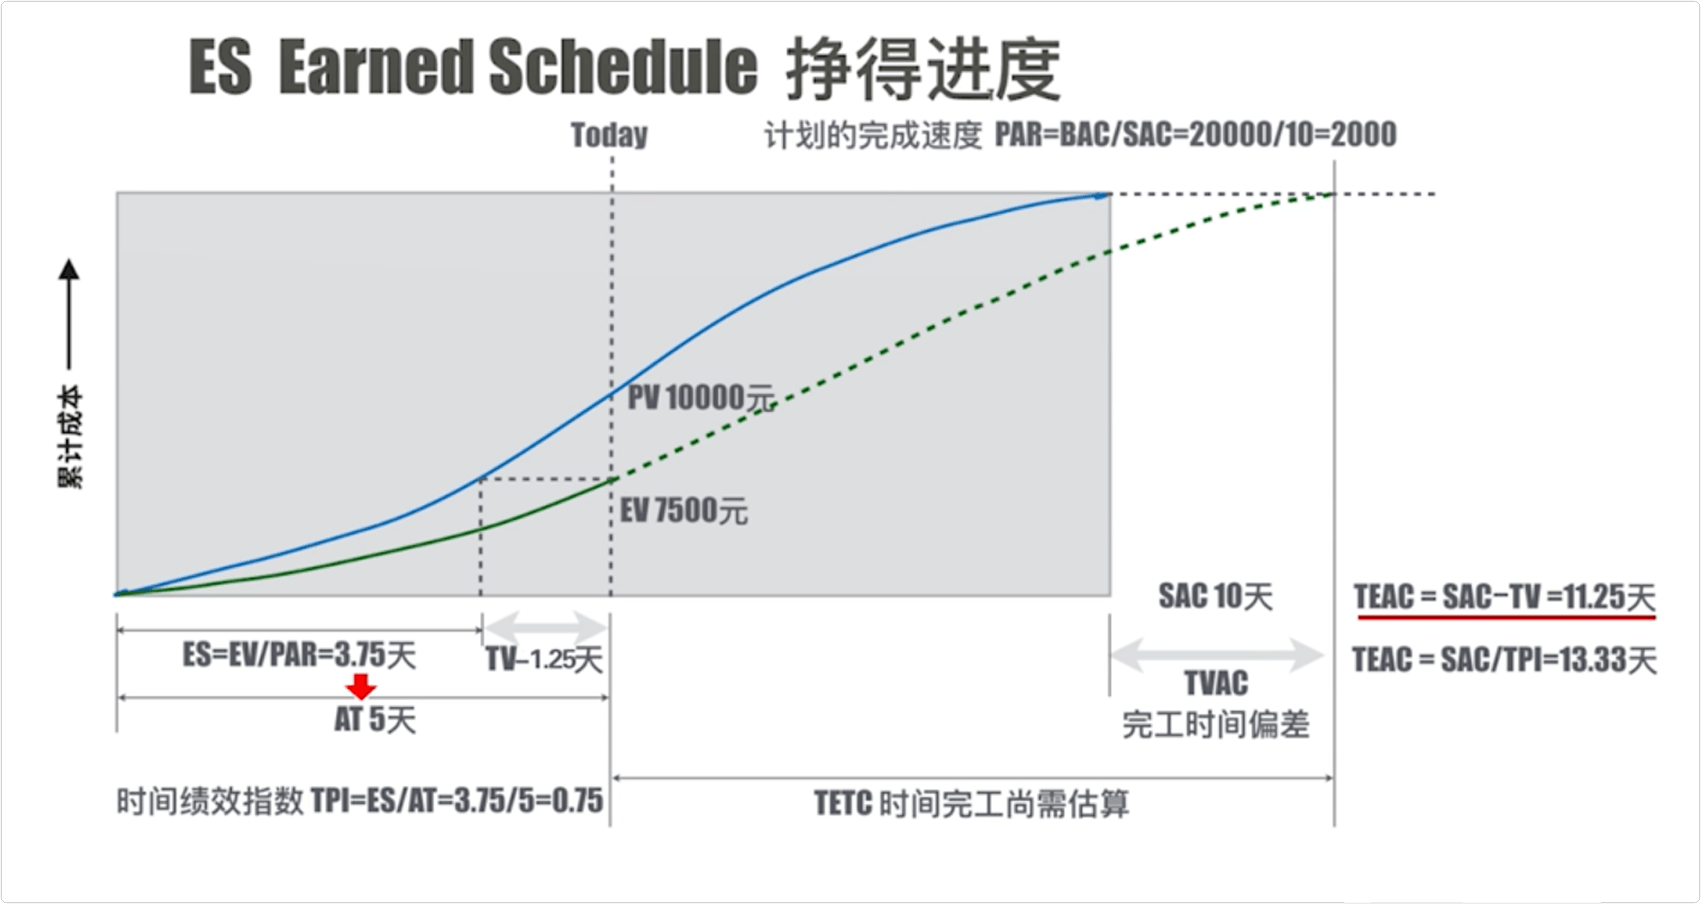 ES Earned Schedule 挣得进度
Today
计划的完成速度 PAR=BAC/SAC=20000/10=2000
累计成本
PV 10000元
EV 7500元
SAC 10天
TEAC = SAC-TV =11.25天
ES=EV/PAR=3.75天
TV-1.25天
TEAC = SAC/TPI=13.33天
TVAC
完工时间偏差
AT 5天
时间绩效指数 TPI=ES/AT=3.75/5=0.75
TETC 时间完工尚需估算